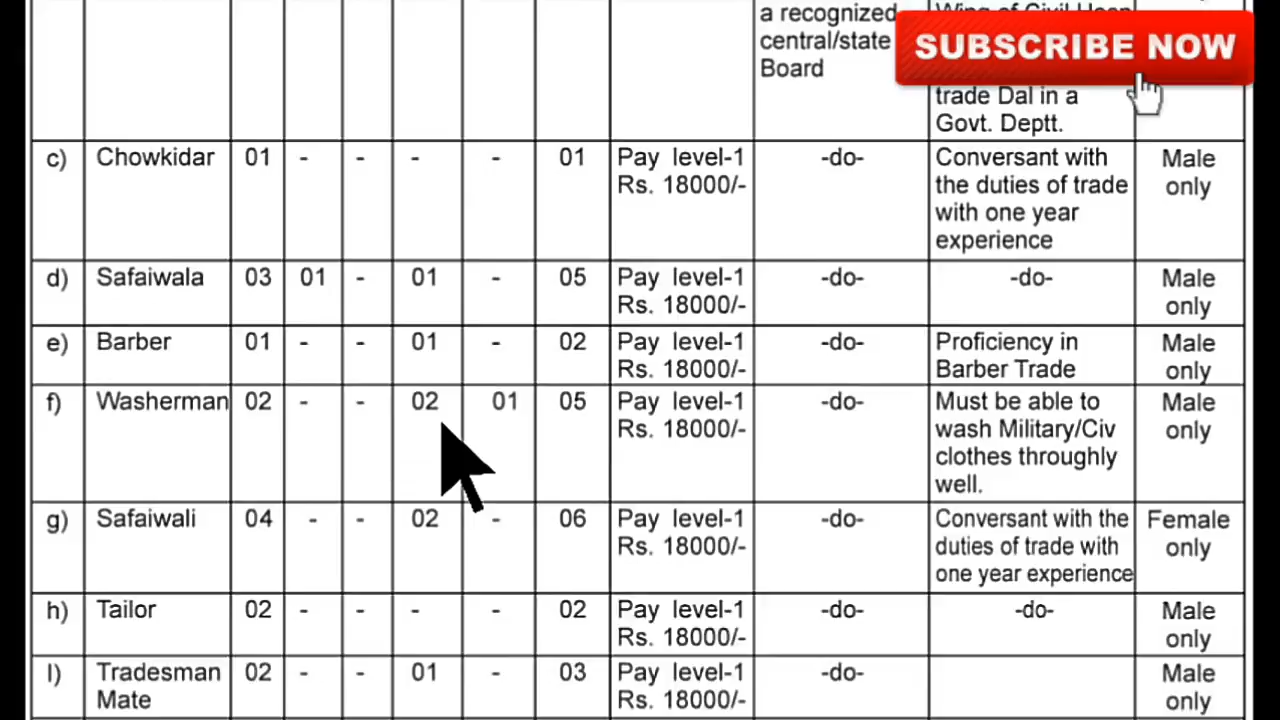 a recognized
central/state
Board
SUBSCRIBE NOW
trade Dal in a
Govt. Deptt.
c) Chowkidar 01 - - - - 01 Pay level-1 -do- Conversant with Male
Rs. 18000/- the duties of trade only
with one year
experience
d) Safaiwala 03 01 - 01 - 05 Pay level-1 -do- -do- Male
Rs. 18000/- only
e) Barber 01 - - 01 - 02 Pay level-1 -do- Proficiency in Male
Rs. 18000/- Barber Trade only
f) Washerman 02 - - 02 01 05 Pay level-1 -do- Must be able to Male
Rs. 18000/- wash Military/Civ only
clothes throughly
well.
g) Safaiwali 04 - - 02 - 06 Pay level-1 -do- Conversant with the Female
Rs. 18000/- duties of trade with only
one year experience
h) Tailor 02 - - - - 02 Pay level-1 -do- -do- Male
Rs. 18000/- only
l) Tradesman 02 - - 01 - 03 Pay level-1 -do- Male
Mate Rs. 18000/- only